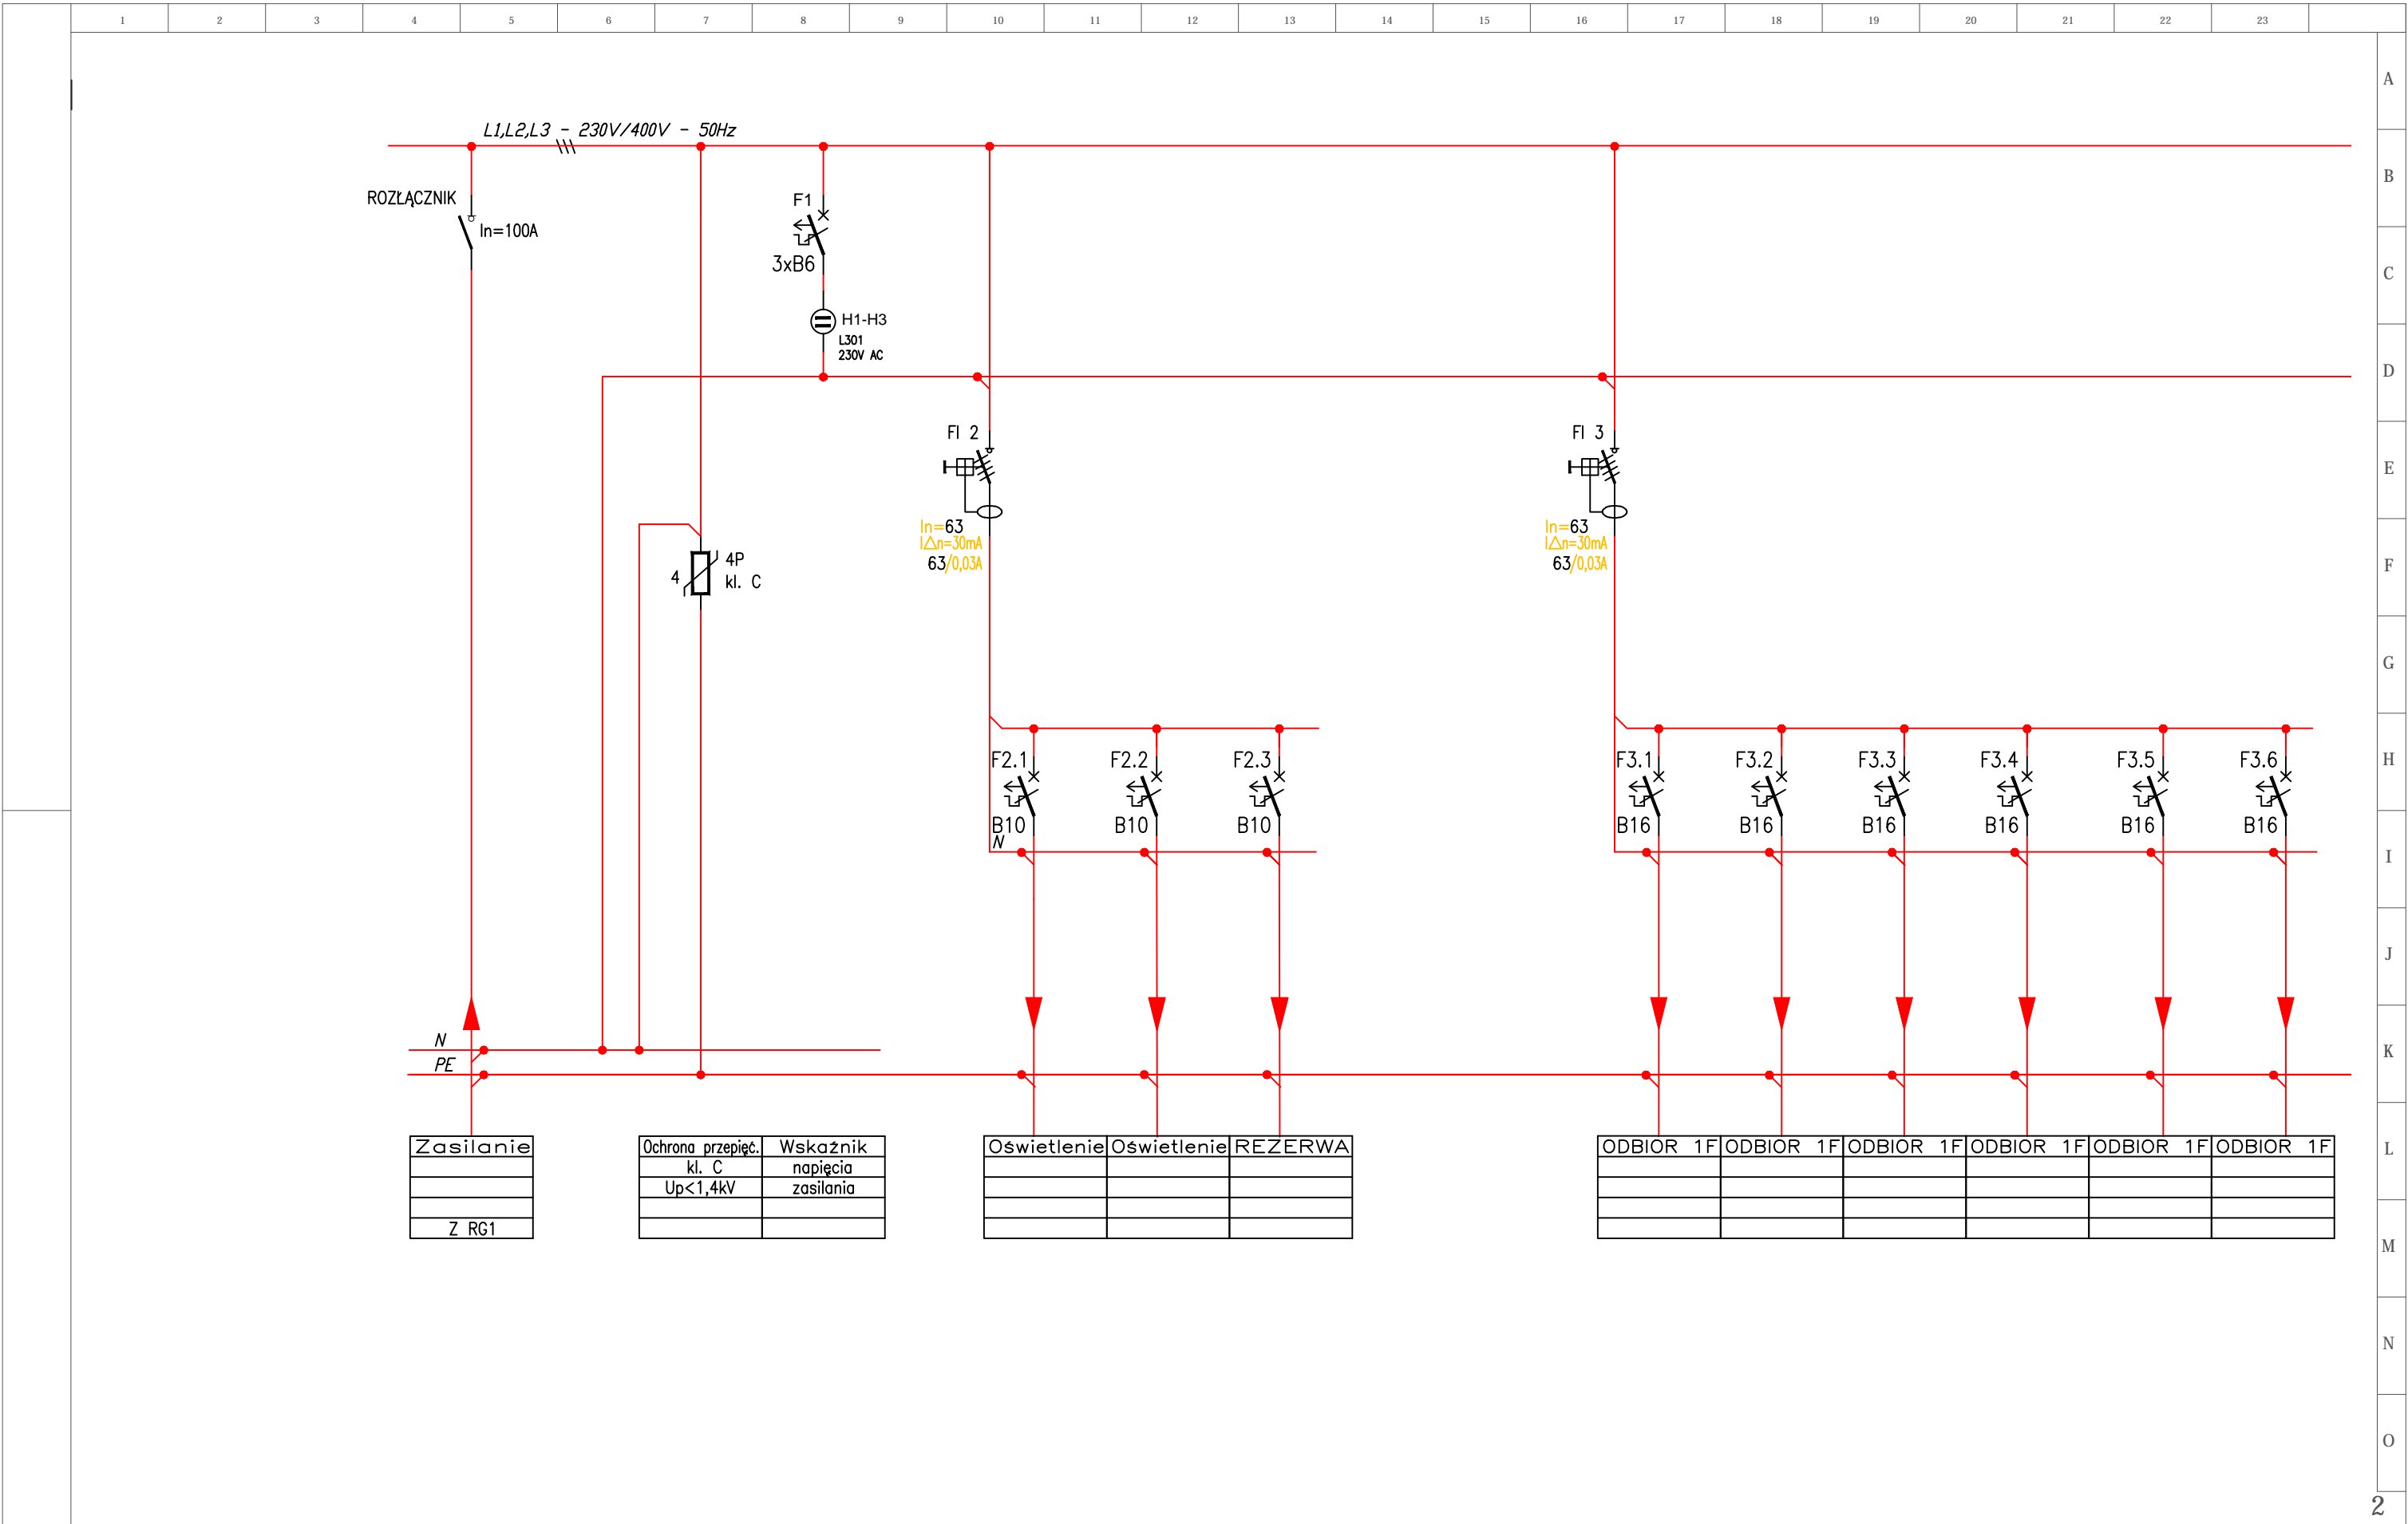 1 2 3 4 5 6 7 8 9 10 11 12 13 14 15 16 17 18 19 20 21 22 23
A
L1,L2,L3 - 230V/400V - 50Hz
B
ROZŁĄCZNIK
In=100A
F1
3xB6
C
H1-H3
L301
230V AC
D
FI 2
FI 3
E
In=63
I△n=30mA
63/0,03A
In=63
I△n=30mA
63/0,03A
F
4
4P
kl. C
G
F2.1 F2.2 F2.3 F3.1 F3.2 F3.3 F3.4 F3.5 F3.6
H
B10 B10 B10 B16 B16 B16 B16 B16 B16
N
I
J
N
K
PE
Zasilanie
Z RG1
Ochrona przepięć.
kl. C
Up<1,4kV
Wskaźnik
napięcia
zasilania
Oświetlenie Oświetlenie REZERWA
ODBIOR 1F ODBIOR 1F ODBIOR 1F ODBIOR 1F ODBIOR 1F ODBIOR 1F
L
M
N
O
2